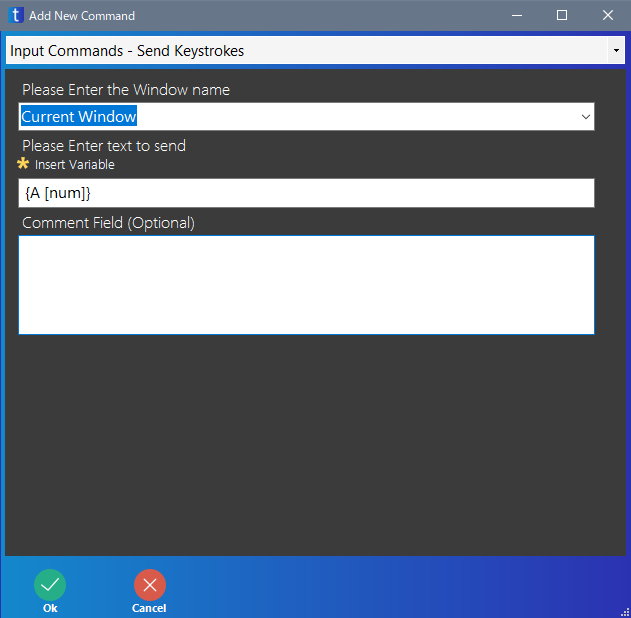 t Add New Command
Input Commands - Send Keystrokes
Please Enter the Window name
Current Window
Please Enter text to send
* Insert Variable
{A [num]}
Comment Field (Optional)
Ok Cancel